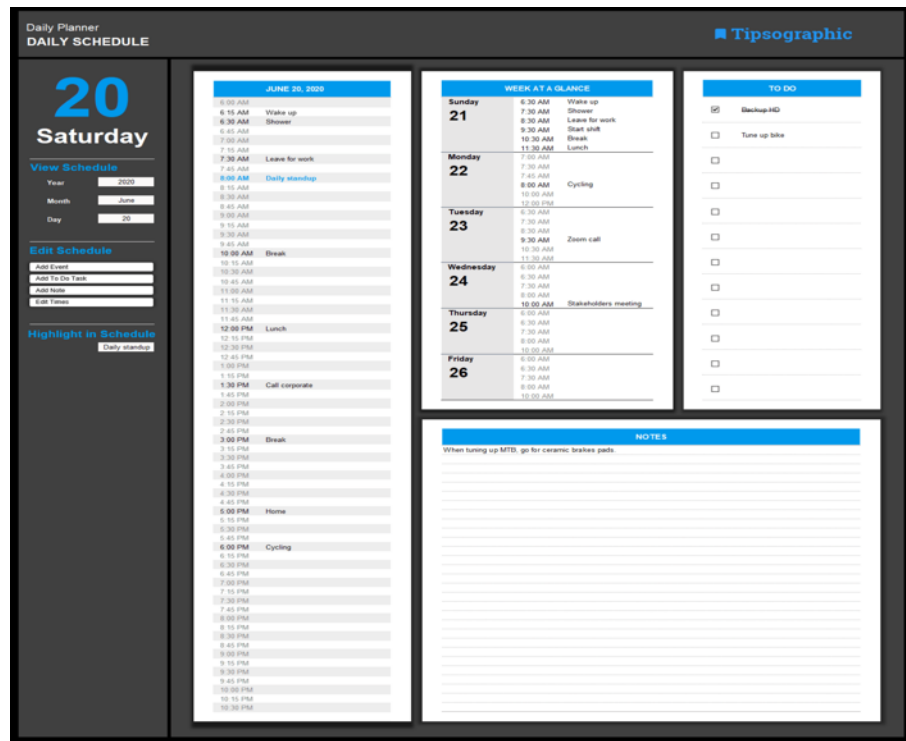 Daily Planner
DAILY SCHEDULE
Tipsographic
20
Saturday
View Schedule
Year 2020
Month June
Day 20
Edit Schedule
Add Event
Add To Do Task
Add Note
Edit Times
Highlight in Schedule
Daily standup
JUNE 20, 2020
6:00 AM
6:15 AM Wake up
6:30 AM Shower
6:45 AM
7:00 AM
7:15 AM
7:30 AM Leave for work
7:45 AM
8:00 AM Daily standup
8:15 AM
8:30 AM
8:45 AM
9:00 AM
9:15 AM
9:30 AM
9:45 AM
10:00 AM Break
10:15 AM
10:30 AM
10:45 AM
11:00 AM
11:15 AM
11:30 AM
11:45 AM
12:00 PM Lunch
12:15 PM
12:30 PM
12:45 PM
1:00 PM
1:15 PM
1:30 PM Call corporate
1:45 PM
2:00 PM
2:15 PM
2:30 PM
2:45 PM
3:00 PM Break
3:15 PM
3:30 PM
3:45 PM
4:00 PM
4:15 PM
4:30 PM
4:45 PM
5:00 PM Home
5:15 PM
5:30 PM
5:45 PM
6:00 PM Cycling
6:15 PM
6:30 PM
6:45 PM
7:00 PM
7:15 PM
7:30 PM
7:45 PM
8:00 PM
8:15 PM
8:30 PM
8:45 PM
9:00 PM
9:15 PM
9:30 PM
9:45 PM
10:00 PM
10:15 PM
10:30 PM
WEEK AT A GLANCE
Sunday
21
6:30 AM Wake up
7:30 AM Shower
8:30 AM Leave for work
9:30 AM Start shift
10:30 AM Break
11:30 AM Lunch
Monday
22
7:00 AM
7:30 AM
7:45 AM
8:00 AM Cycling
10:00 AM
12:00 PM
Tuesday
23
6:30 AM
7:30 AM
8:30 AM
9:30 AM Zoom call
10:30 AM
11:30 AM
Wednesday
24
6:00 AM
6:30 AM
7:30 AM
8:00 AM
10:00 AM Stakeholders meeting
Thursday
25
6:00 AM
6:30 AM
7:30 AM
8:00 AM
10:00 AM
Friday
26
6:00 AM
6:30 AM
7:30 AM
8:00 AM
10:00 AM
TO DO
Backup HD
Tune up bike
NOTES
When tuning up MTB, go for ceramic brakes pads.